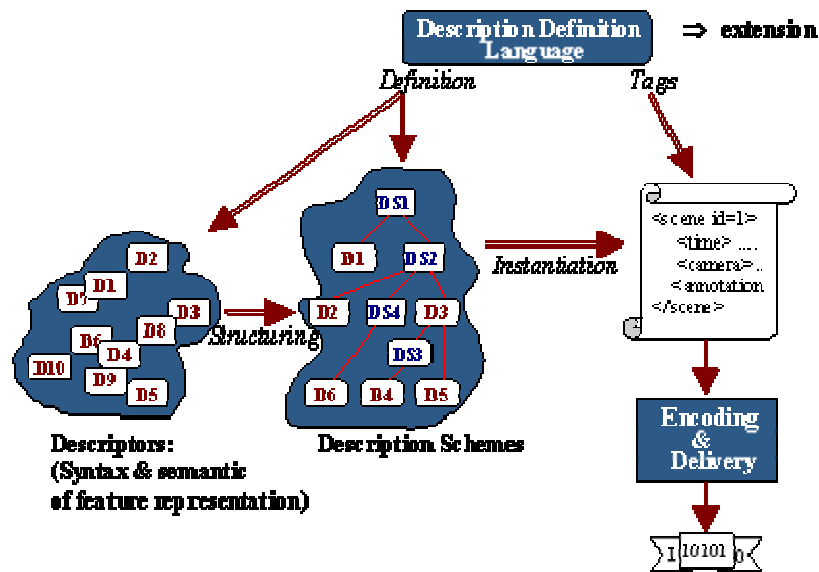 Description Definition
Language
⇒ extension
Definition
Tags
DS1
D1
DS2
D2
DS4
D3
DS3
D6
D4
D5
D2
D1
D7
D3
D8
D6
D4
D10
D9
D5
Structuring
Instantiation
<scene id=1>
<time> ....
<camera>..
<annotation
</scene>
Descriptors:
(Syntax & semantic
of feature representation)
Description Schemes
Encoding
&
Delivery
1 10101 0